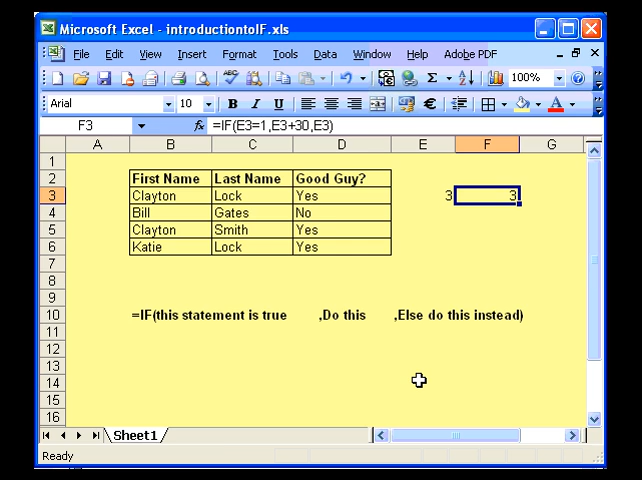 Microsoft Excel - introductiontoIF.xls
File Edit View Insert Format Tools Data Window Help Adobe PDF
Σ 100%
Arial 10 B I U € A
F3 fx =IF(E3=1,E3+30,E3)
A B C D E F G
1
2 First Name Last Name Good Guy?
3 Clayton Lock Yes 3 3
4 Bill Gates No
5 Clayton Smith Yes
6 Katie Lock Yes
7
8
9
10 =IF(this statement is true ,Do this ,Else do this instead)
11
12
13
14
15
16
Sheet1
Ready